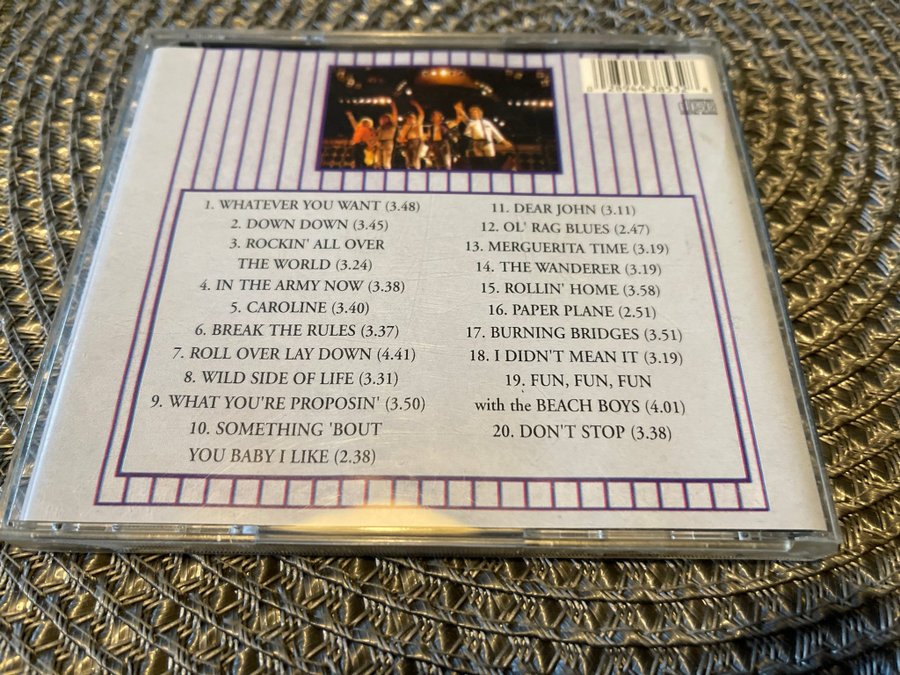 1. WHATEVER YOU WANT (3.48)
2. DOWN DOWN (3.45)
3. ROCKIN' ALL OVER
THE WORLD (3.24)
4. IN THE ARMY NOW (3.38)
5. CAROLINE (3.40)
6. BREAK THE RULES (3.37)
7. ROLL OVER LAY DOWN (4.41)
8. WILD SIDE OF LIFE (3.31)
9. WHAT YOU'RE PROPOSIN' (3.50)
10. SOMETHING 'BOUT
YOU BABY I LIKE (2.38)
11. DEAR JOHN (3.11)
12. OL' RAG BLUES (2.47)
13. MERGUERITA TIME (3.19)
14. THE WANDERER (3.19)
15. ROLLIN' HOME (3.58)
16. PAPER PLANE (2.51)
17. BURNING BRIDGES (3.51)
18. I DIDN'T MEAN IT (3.19)
19. FUN, FUN, FUN
with the BEACH BOYS (4.01)
20. DON'T STOP (3.38)